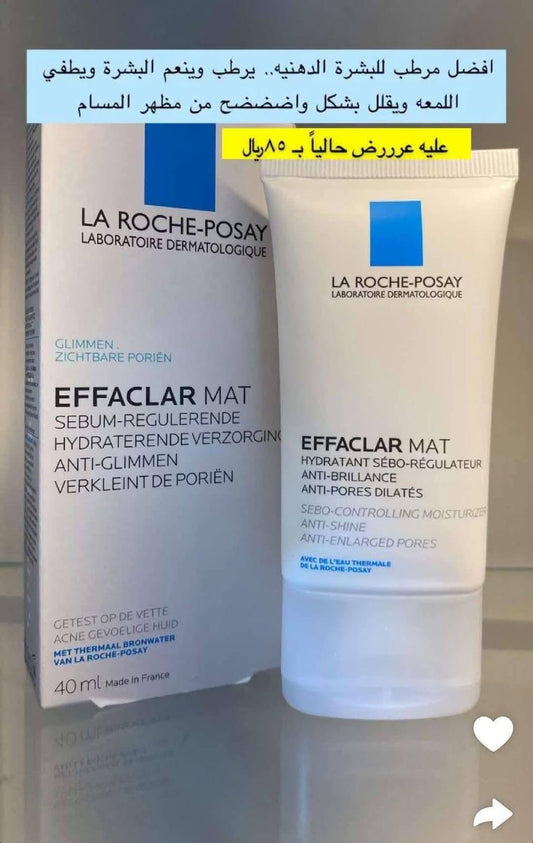 افضل مرطب للبشرة الدهنيه.. يرطب وينعم البشرة ويطفي
اللمعه ويقلل بشكل واضضضح من مظهر المسام
عليه عرررض حالياً بـ ٨٥ريال
LA ROCHE-POSAY
LABORATOIRE DERMATOLOGIQUE
GLIMMEN.
ZICHTBARE PORIËN
EFFACLAR MAT
SEBUM-REGULERENDE
HYDRATERENDE VERZORGING
ANTI-GLIMMEN
VERKLEINT DE PORIËN
GETEST OP DE VETTE
ACNE GEVOELIGE HUID
MET THERMAAL BRONWATER
VAN LA ROCHE-POSAY
40 ml Made in France
LA ROCHE-POSAY
LABORATOIRE DERMATOLOGIQUE
EFFACLAR MAT
HYDRATANT SÉBO-RÉGULATEUR
ANTI-BRILLANCE
ANTI-PORES DILATÉS
SEBO-CONTROLLING MOISTURIZER
ANTI-SHINE
ANTI-ENLARGED PORES
AVEC DE L'EAU THERMALE
DE LA ROCHE-POSAY